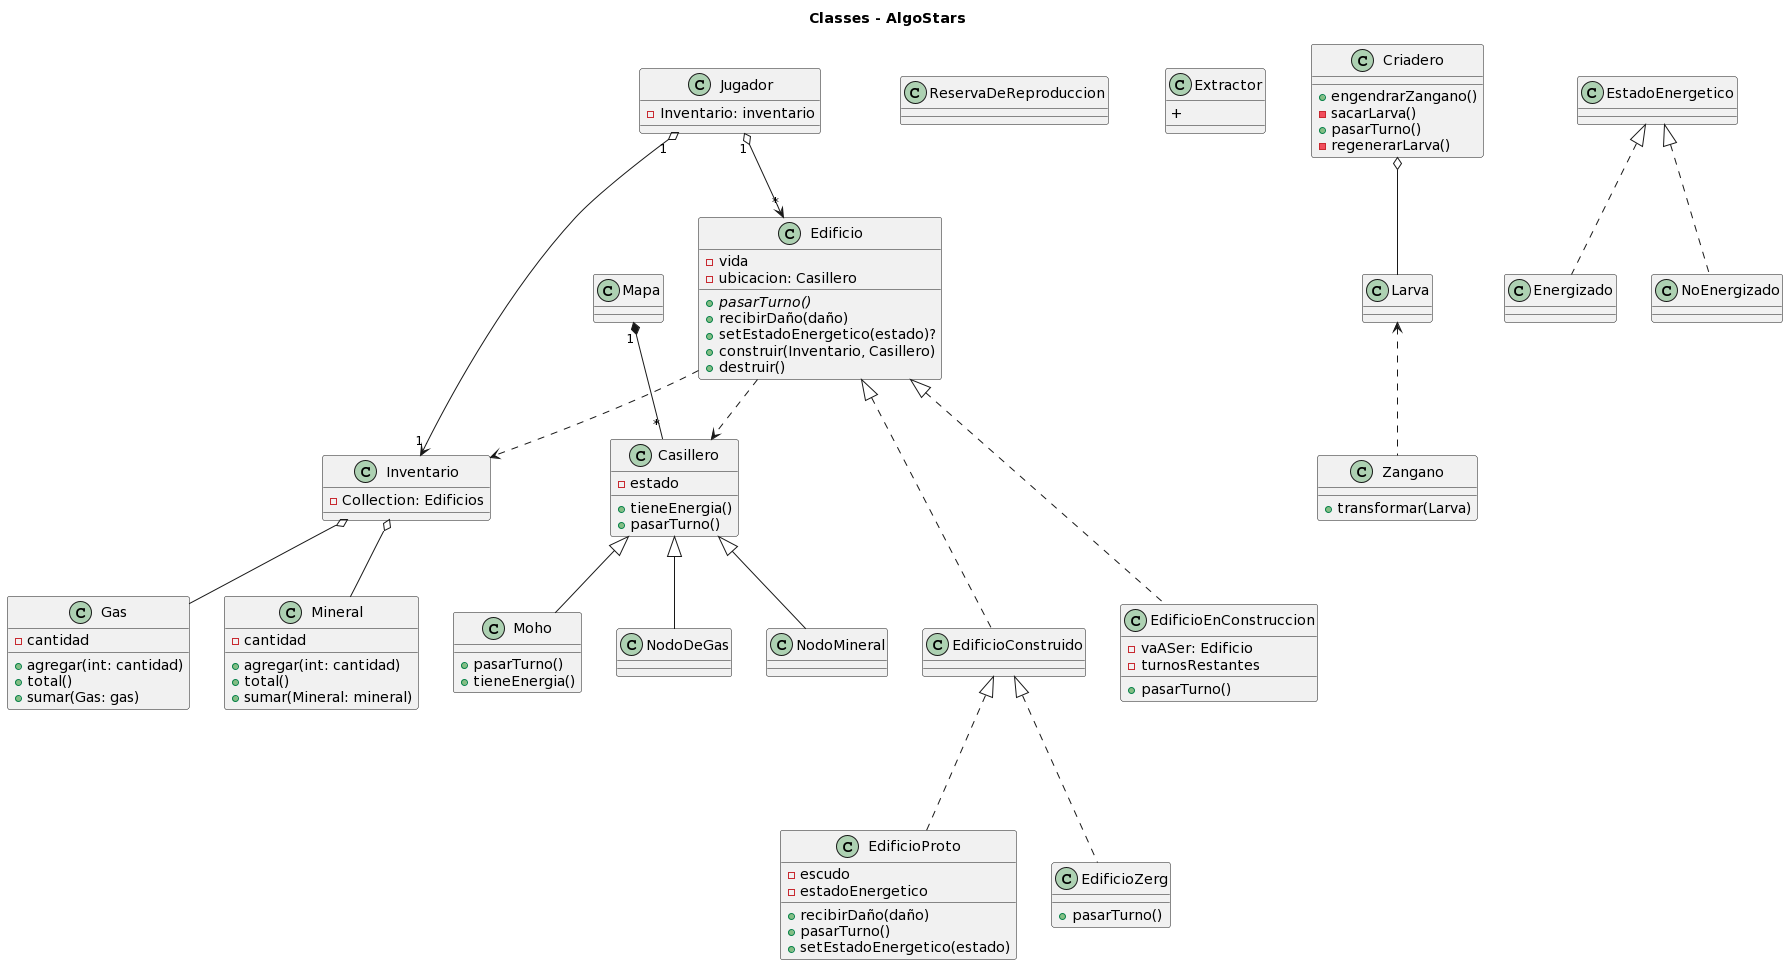 Classes - AlgoStars
C Jugador
Inventario: inventario
1
1
C ReservaDeReproduccion
C Extractor
+
C Criadero
engendrarZangano()
sacarLarva()
pasarTurno()
regenerarLarva()
C EstadoEnergetico
*
C Edificio
vida
ubicacion: Casillero
pasarTurno()
recibirDaño(daño)
setEstadoEnergetico(estado)?
construir(Inventario, Casillero)
destruir()
C Mapa
1
*
C Larva
C Energizado
C NoEnergizado
1
C Inventario
Collection: Edificios
C Casillero
estado
tieneEnergia()
pasarTurno()
C Zangano
transformar(Larva)
C Gas
cantidad
agregar(int: cantidad)
total()
sumar(Gas: gas)
C Mineral
cantidad
agregar(int: cantidad)
total()
sumar(Mineral: mineral)
C Moho
pasarTurno()
tieneEnergia()
C NodoDeGas
C NodoMineral
C EdificioConstruido
C EdificioEnConstruccion
vaASer: Edificio
turnosRestantes
pasarTurno()
C EdificioProto
escudo
estadoEnergetico
recibirDaño(daño)
pasarTurno()
setEstadoEnergetico(estado)
C EdificioZerg
pasarTurno()